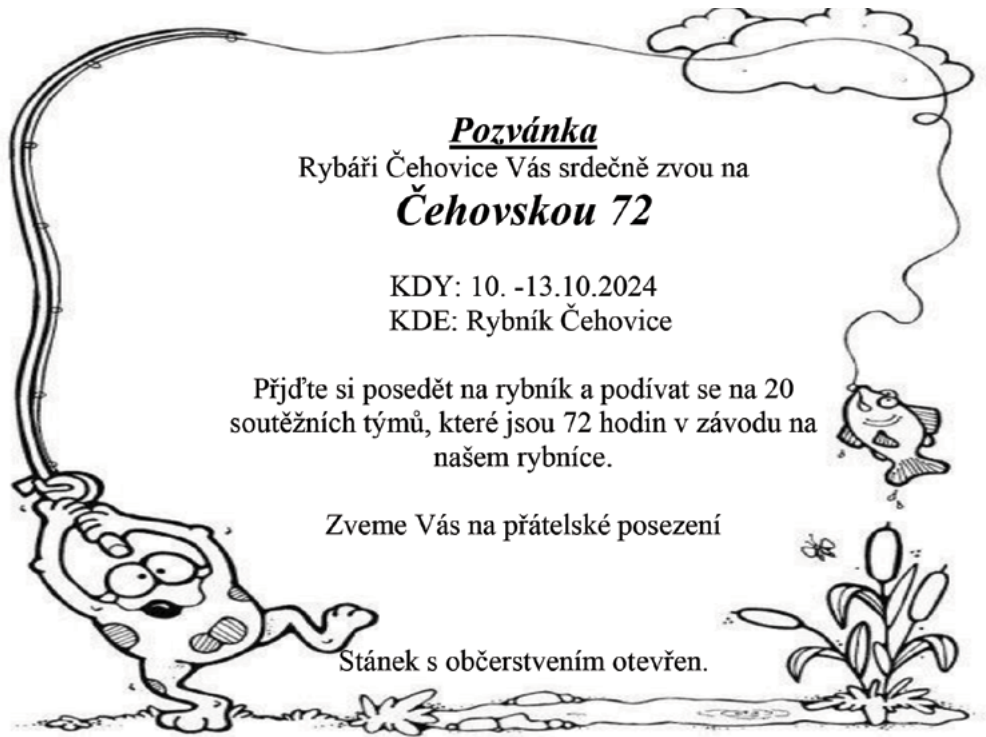 Pozvánka
Rybáři Čehovice Vás srdečně zvou na
Čehovskou 72
KDY: 10. -13.10.2024
KDE: Rybník Čehovice
Přjďte si posedět na rybník a podívat se na 20
soutěžních týmů, které jsou 72 hodin v závodu na
našem rybníce.
Zveme Vás na přátelské posezení
Stánek s občerstvením otevřen.